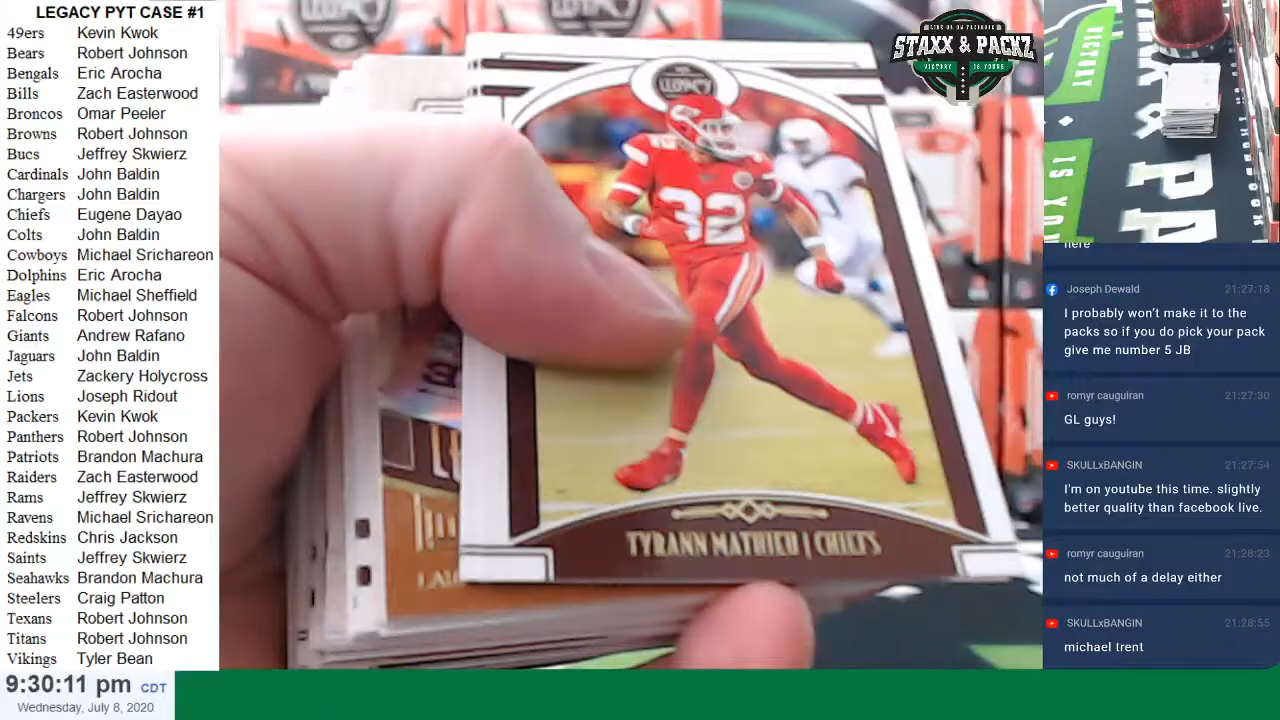 LEGACY PYT CASE #1
49ers Kevin Kwok
Bears Robert Johnson
Bengals Eric Arocha
Bills Zach Easterwood
Broncos Omar Peeler
Browns Robert Johnson
Bucs Jeffrey Skwierz
Cardinals John Baldin
Chargers John Baldin
Chiefs Eugene Dayao
Colts John Baldin
Cowboys Michael Srichareon
Dolphins Eric Arocha
Eagles Michael Sheffield
Falcons Robert Johnson
Giants Andrew Rafano
Jaguars John Baldin
Jets Zackery Holycross
Lions Joseph Ridout
Packers Kevin Kwok
Panthers Robert Johnson
Patriots Brandon Machura
Raiders Zach Easterwood
Rams Jeffrey Skwierz
Ravens Michael Srichareon
Redskins Chris Jackson
Saints Jeffrey Skwierz
Seahawks Brandon Machura
Steelers Craig Patton
Texans Robert Johnson
Titans Robert Johnson
Vikings Tyler Bean
9:30:11 pm CDT
Wednesday, July 8, 2020
LEGACY
32
TYRANN MATHIEU | CHIEFS
STAXX & PACKZ
VICTORY IS YOURS
VICTORY
IS YOU
PA
here
Joseph Dewald 21:27:18
I probably won't make it to the
packs so if you do pick your pack
give me number 5 JB
romyr cauguiran 21:27:30
GL guys!
SKULLxBANGIN 21:27:54
I'm on youtube this time. slightly
better quality than facebook live.
romyr cauguiran 21:28:23
not much of a delay either
SKULLxBANGIN 21:28:55
michael trent